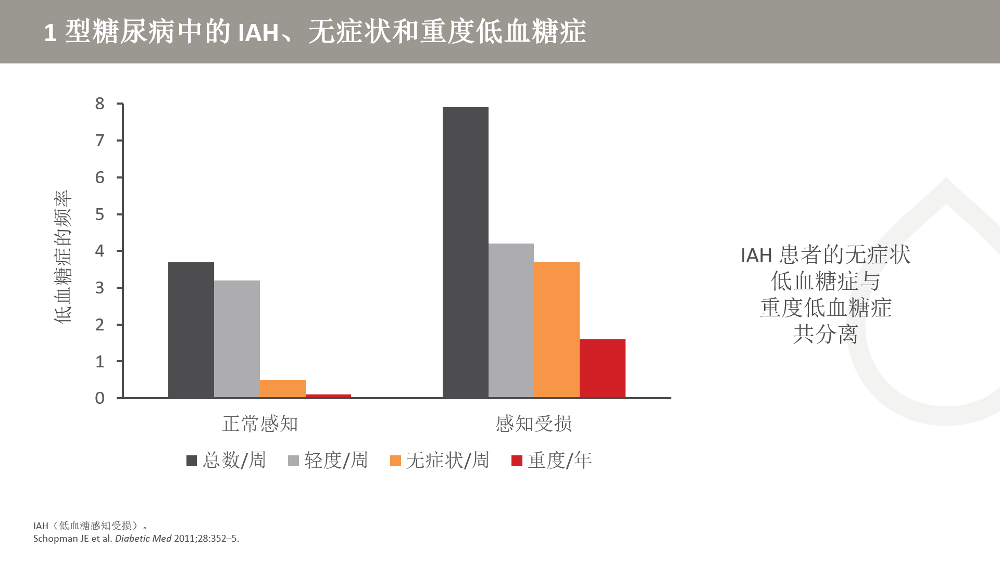 1 型糖尿病中的 IAH、无症状和重度低血糖症
8
7
6
5
4
3
2
1
0
低血糖症的频率
正常感知
感知受损
总数/周
轻度/周
无症状/周
重度/年
IAH 患者的无症状
低血糖症与
重度低血糖症
共分离
IAH（低血糖感知受损）。
Schopman JE et al. Diabetic Med 2011;28:352–5.